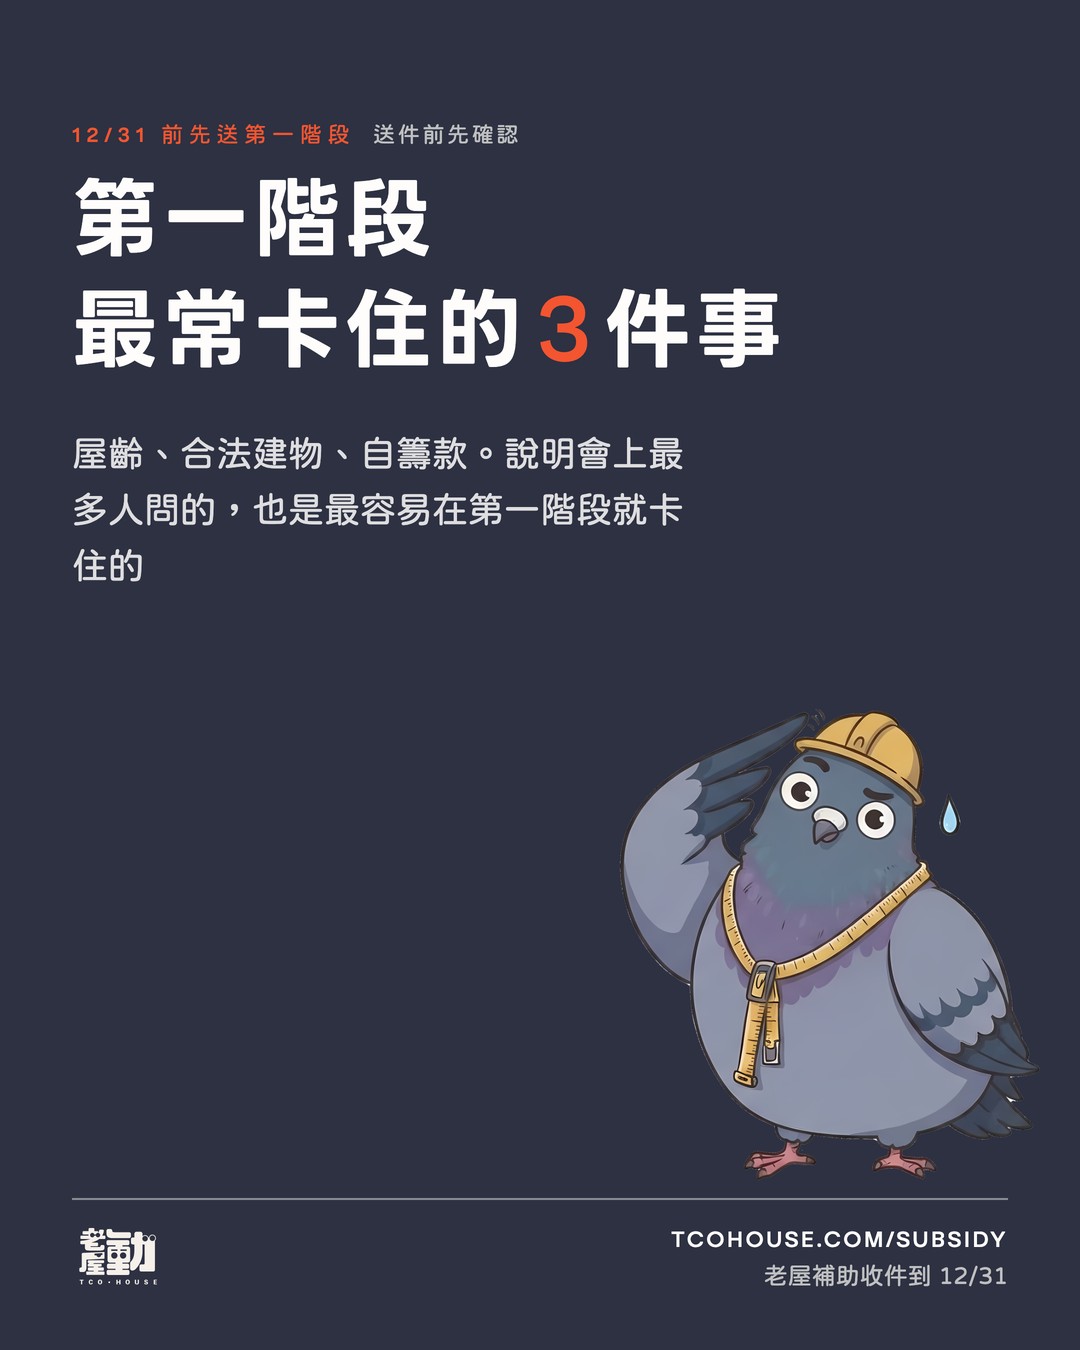 12/31 前先送第一階段 送件前先確認
第一階段
最常卡住的3件事
屋齡、合法建物、自籌款。說明會上最
多人問的，也是最容易在第一階段就卡
住的
老屋動
TCO·HOUSE
TCOHOUSE.COM/SUBSIDY
老屋補助收件到 12/31